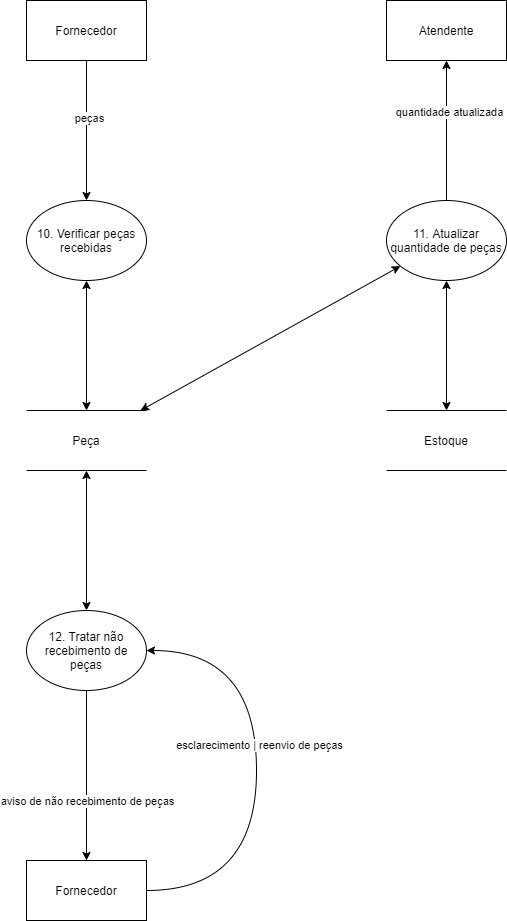 Fornecedor
Atendente
peças
quantidade atualizada
10. Verificar peças
recebidas
11. Atualizar
quantidade de peças
Peça
Estoque
12. Tratar não
recebimento de
peças
esclarecimento | reenvio de peças
aviso de não recebimento de peças
Fornecedor